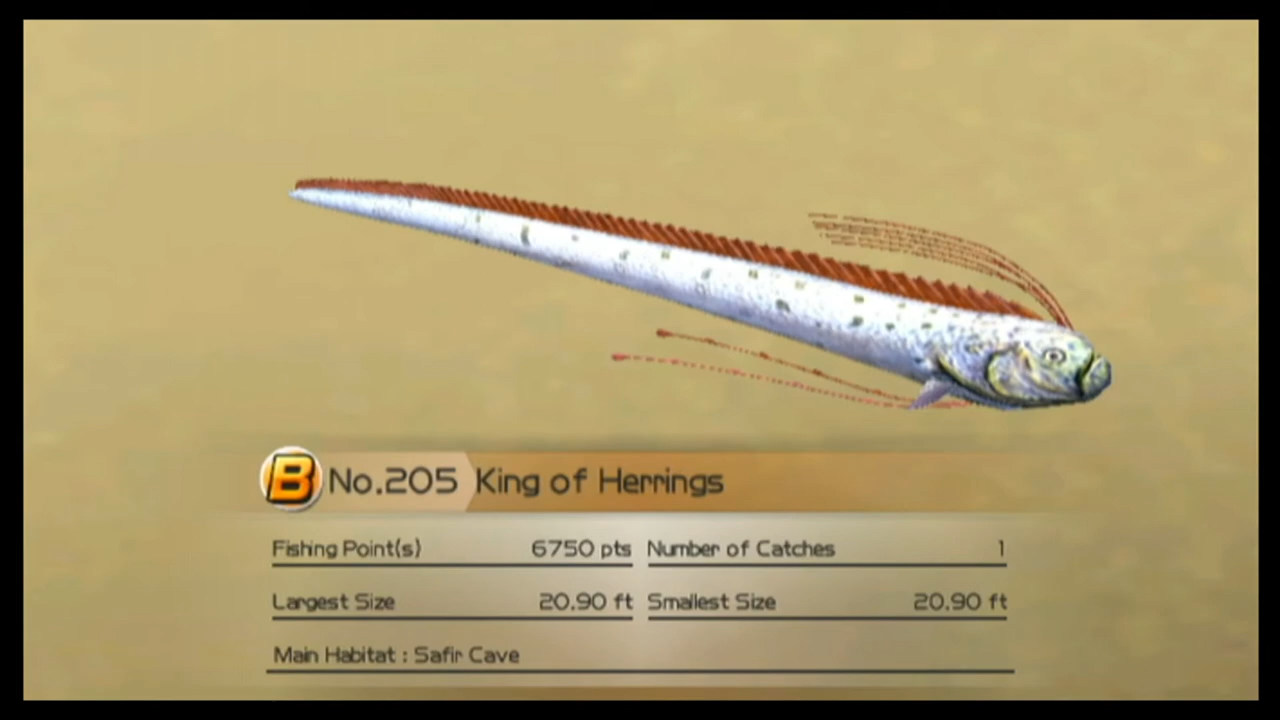 B No.205 King of Herrings
Fishing Point(s) 6750 pts Number of Catches 1
Largest Size 20.90 ft Smallest Size 20.90 ft
Main Habitat : Safir Cave